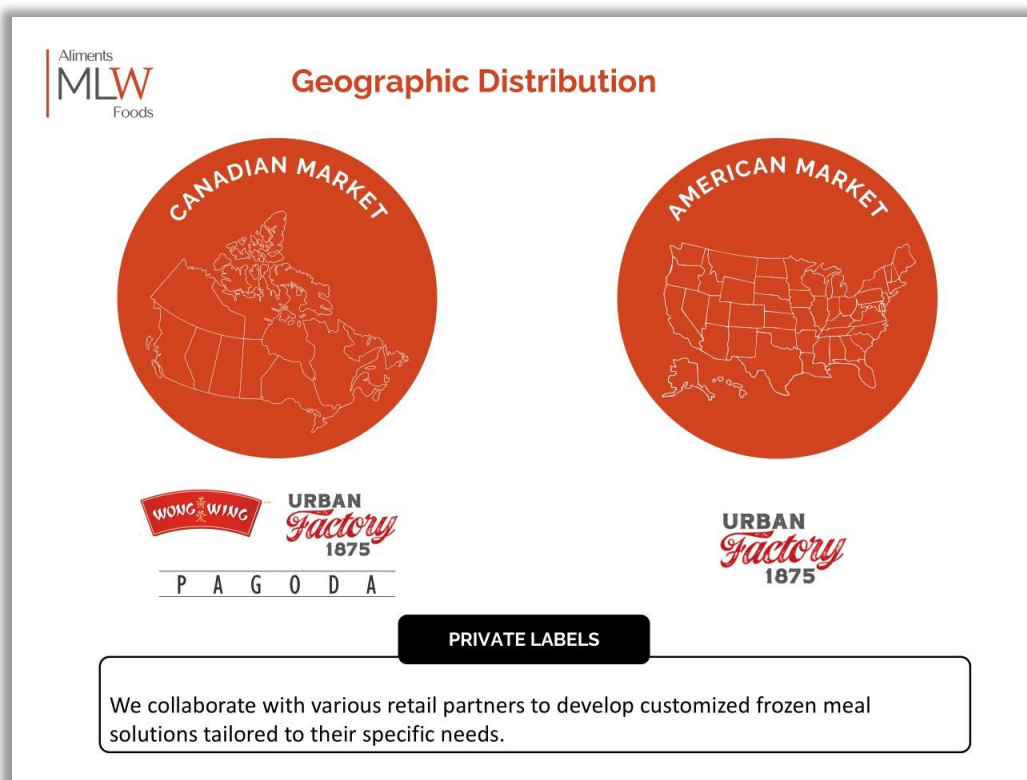 Aliments
MLW
Foods
Geographic Distribution
CANADIAN MARKET
AMERICAN MARKET
WONG WING
URBAN
Factory
1875
PAGODA
URBAN
Factory
1875
PRIVATE LABELS
We collaborate with various retail partners to develop customized frozen meal
solutions tailored to their specific needs.